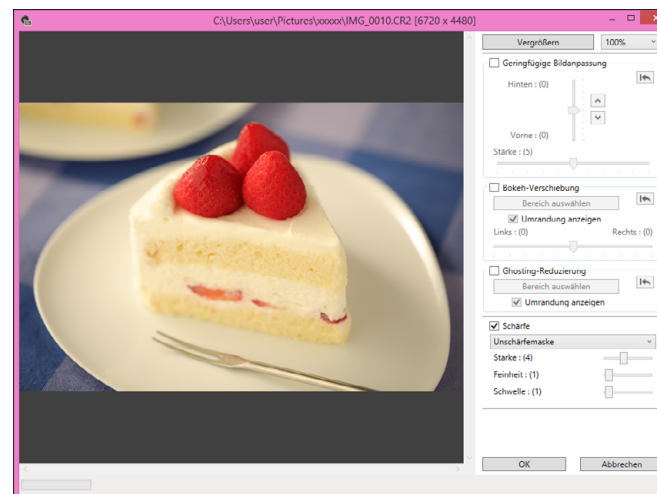 C:\Users\user\Pictures\xxxxx\IMG_0010.CR2 [6720 x 4480]
Vergrößern 100%
Geringfügige Bildanpassung
Hinten : (0)
Vorne : (0)
Stärke : (5)
Bokeh-Verschiebung
Bereich auswählen
Umrandung anzeigen
Links : (0) Rechts : (0)
Ghosting-Reduzierung
Bereich auswählen
Umrandung anzeigen
Schärfe
Unschärfemaske
Starke : (4)
Feinheit : (1)
Schwelle : (1)
OK Abbrechen